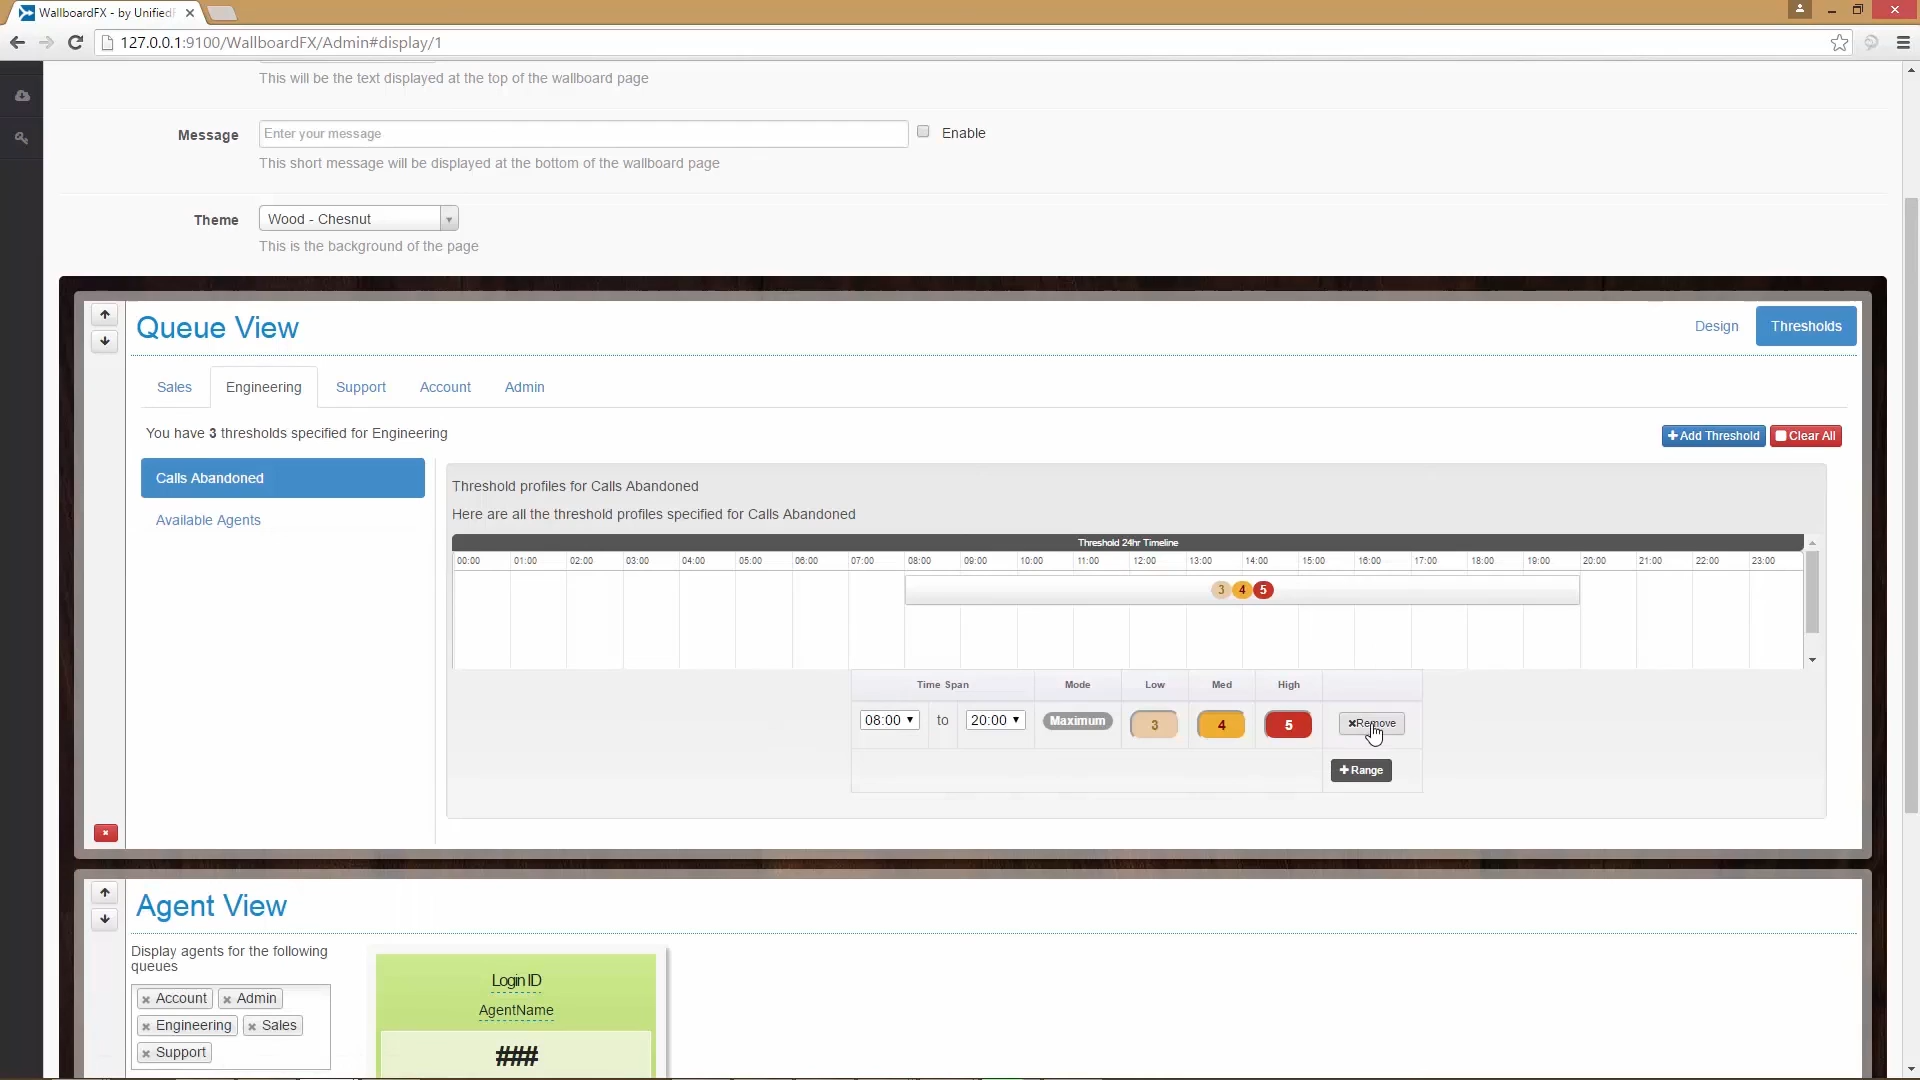 WallboardFX - by UnifiedF
127.0.0.1:9100/WallboardFX/Admin#display/1
This will be the text displayed at the top of the wallboard page
Message
Enter your message
Enable
This short message will be displayed at the bottom of the wallboard page
Theme
Wood - Chesnut
This is the background of the page
Queue View
Design
Thresholds
Sales
Engineering
Support
Account
Admin
You have 3 thresholds specified for Engineering
Add Threshold
Clear All
Calls Abandoned
Available Agents
Threshold profiles for Calls Abandoned
Here are all the threshold profiles specified for Calls Abandoned
Threshold 24hr Timeline
00:00 01:00 02:00 03:00 04:00 05:00 06:00 07:00 08:00 09:00 10:00 11:00 12:00 13:00 14:00 15:00 16:00 17:00 18:00 19:00 20:00 21:00 22:00 23:00
3 4 5
Time Span Mode Low Med High
08:00 to 20:00 Maximum 3 4 5 Remove
Range
Agent View
Display agents for the following
queues
Account Admin
Engineering Sales
Support
Login ID
AgentName
###